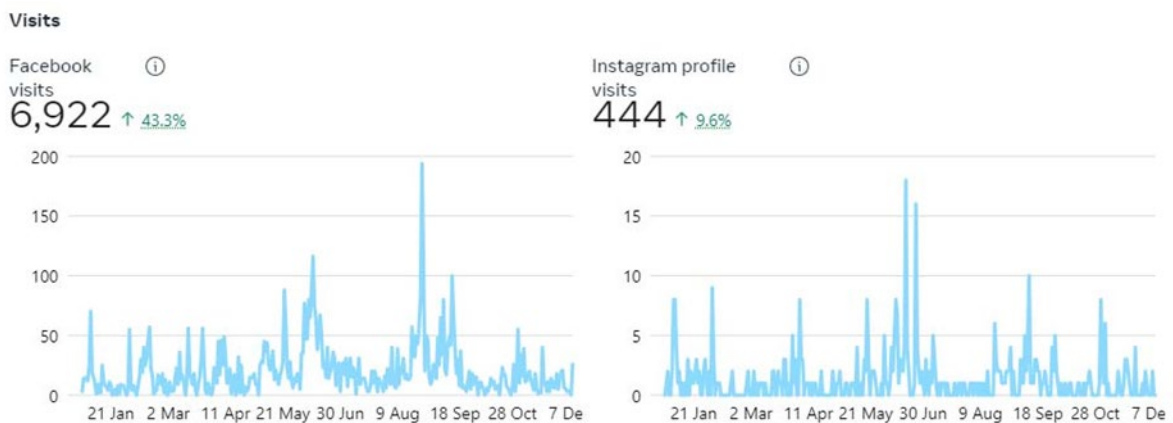 Visits
Facebook
visits
6,922 ↑ 43.3%
200
150
100
50
0
21 Jan 2 Mar 11 Apr 21 May 30 Jun 9 Aug 18 Sep 28 Oct 7 De
Instagram profile
visits
444 ↑ 9.6%
20
15
10
5
0
21 Jan 2 Mar 11 Apr 21 May 30 Jun 9 Aug 18 Sep 28 Oct 7 De